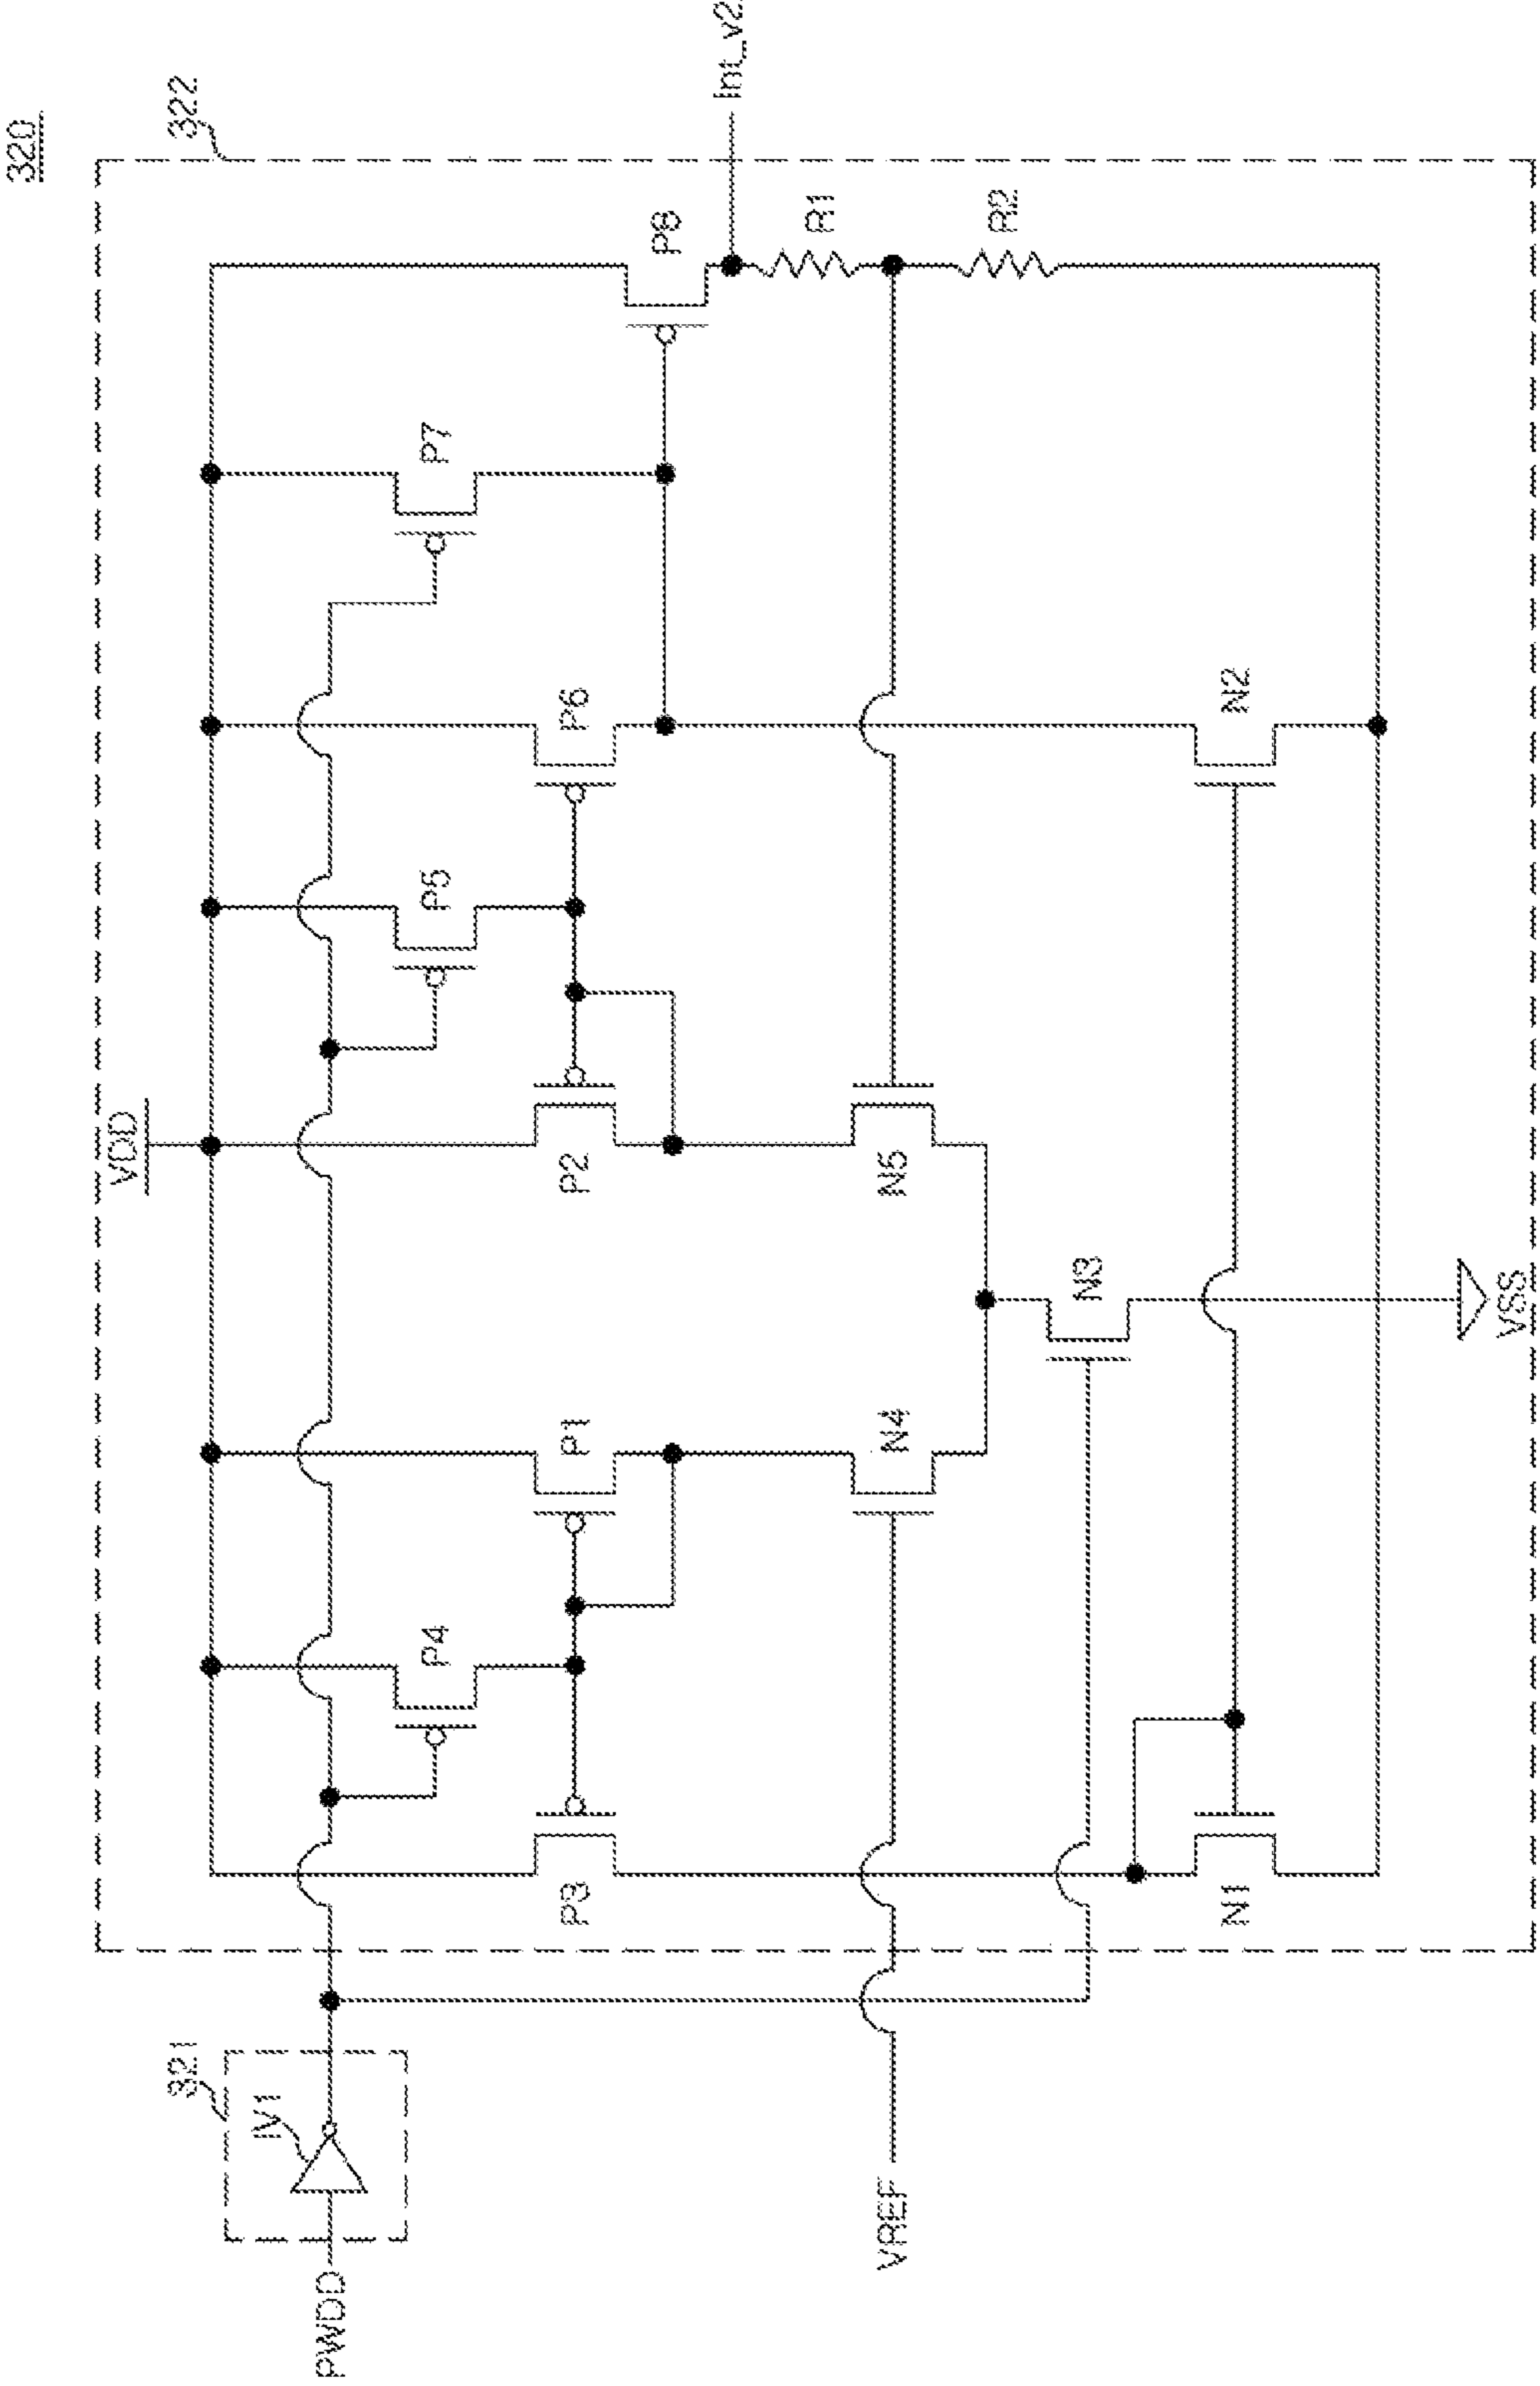 320
322
VDD
P7
P8
Int_v2
P5
P6
P4
P1
P2
R1
P3
N4
N5
R2
N3
N2
N1
VSS
321
IV1
PWDD
VREF